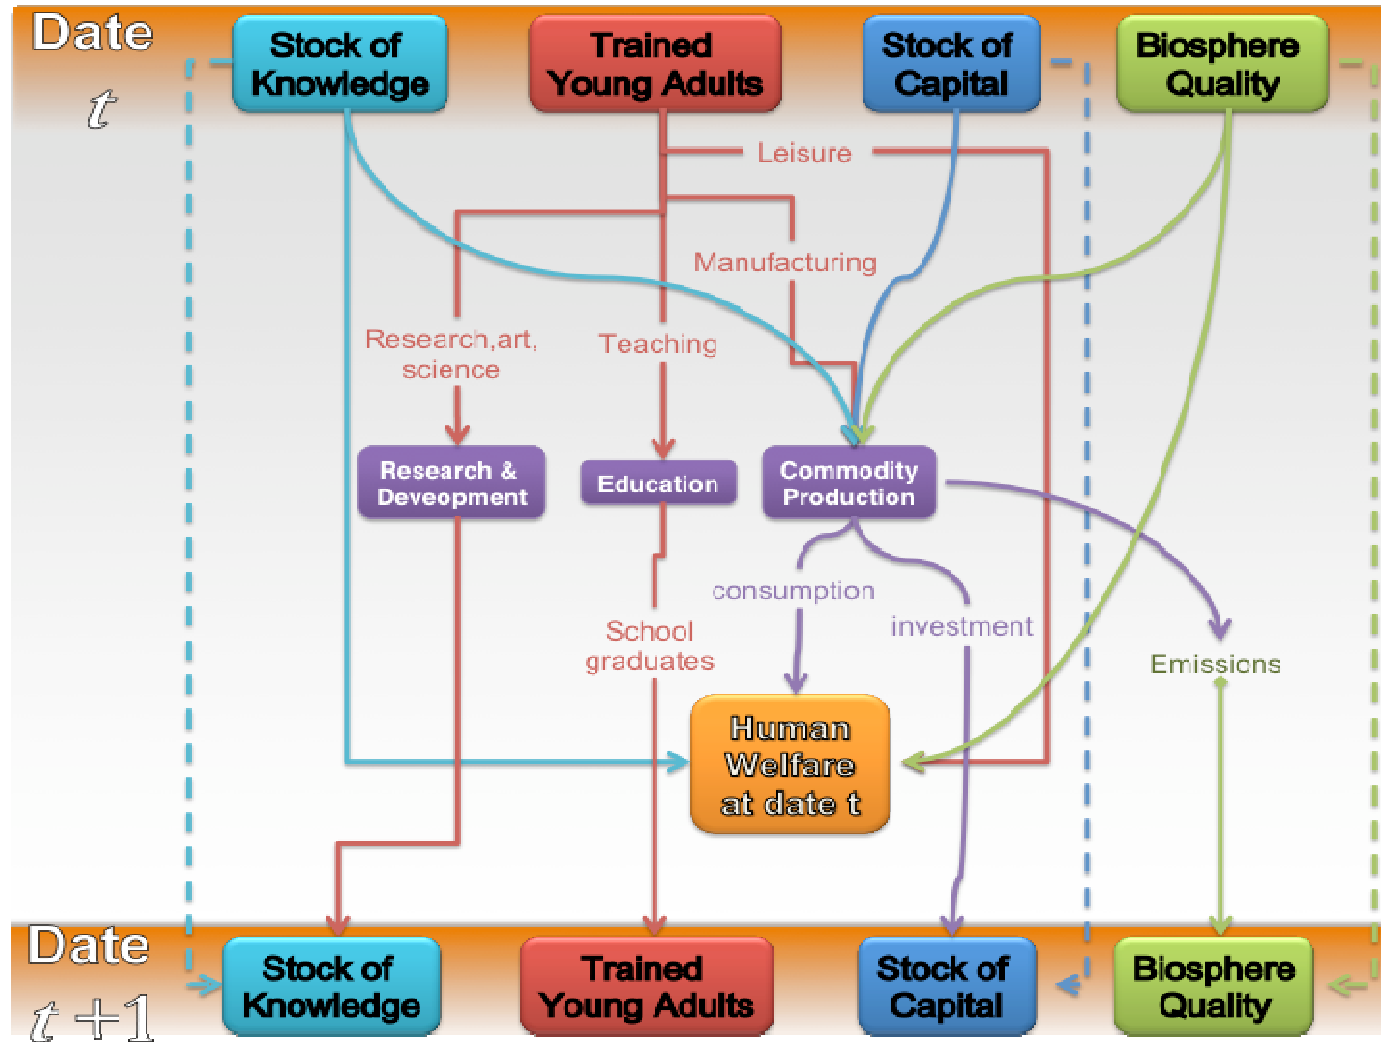 Date
t
Stock of
Knowledge
Trained
Young Adults
Stock of
Capital
Biosphere
Quality
Leisure
Manufacturing
Research,art,
science
Teaching
Research &
Deveopment
Education
Commodity
Production
consumption
investment
School
graduates
Emissions
Human
Welfare
at date t
Date
t+1
Stock of
Knowledge
Trained
Young Adults
Stock of
Capital
Biosphere
Quality